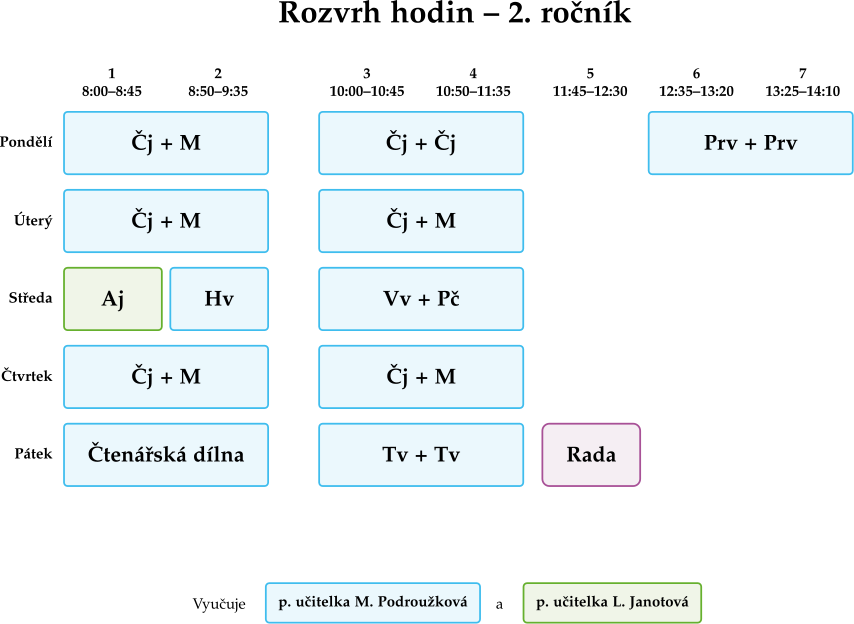 Rozvrh hodin – 2. ročník
1 2 3 4 5 6 7
8:00–8:45 8:50–9:35 10:00–10:45 10:50–11:35 11:45–12:30 12:35–13:20 13:25–14:10
Pondělí Čj + M Čj + Čj Prv + Prv
Úterý Čj + M Čj + M
Středa Aj Hv Vv + Pč
Čtvrtek Čj + M Čj + M
Pátek Čtenářská dílna Tv + Tv Rada
Vyučuje p. učitelka M. Podroužková a p. učitelka L. Janotová